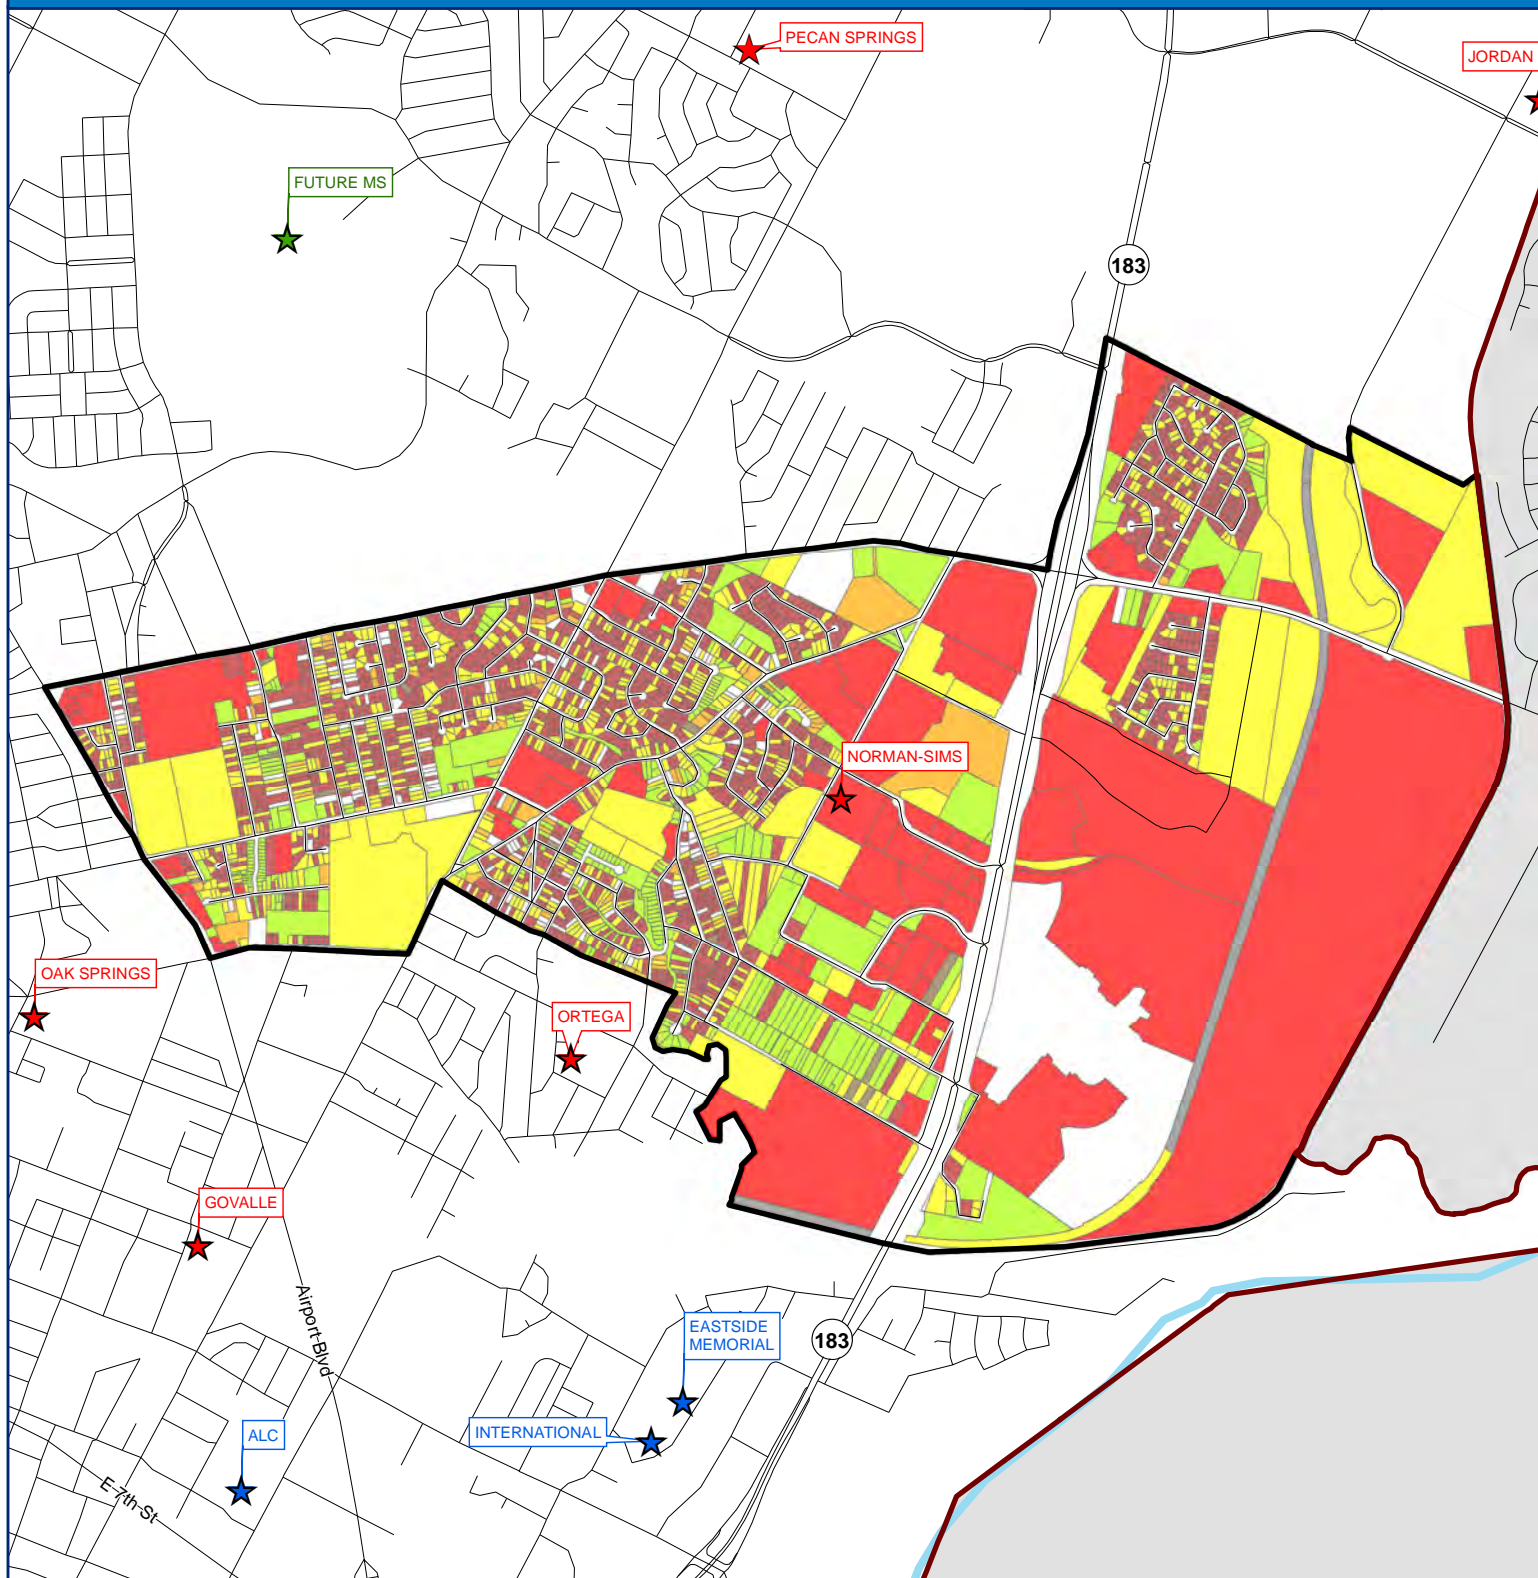 PECAN SPRINGS
JORDAN
FUTURE MS
183
NORMAN-SIMS
OAK SPRINGS
ORTEGA
GOVALLE
Airport Blvd
EASTSIDE
MEMORIAL
183
INTERNATIONAL
ALC
E 7th St